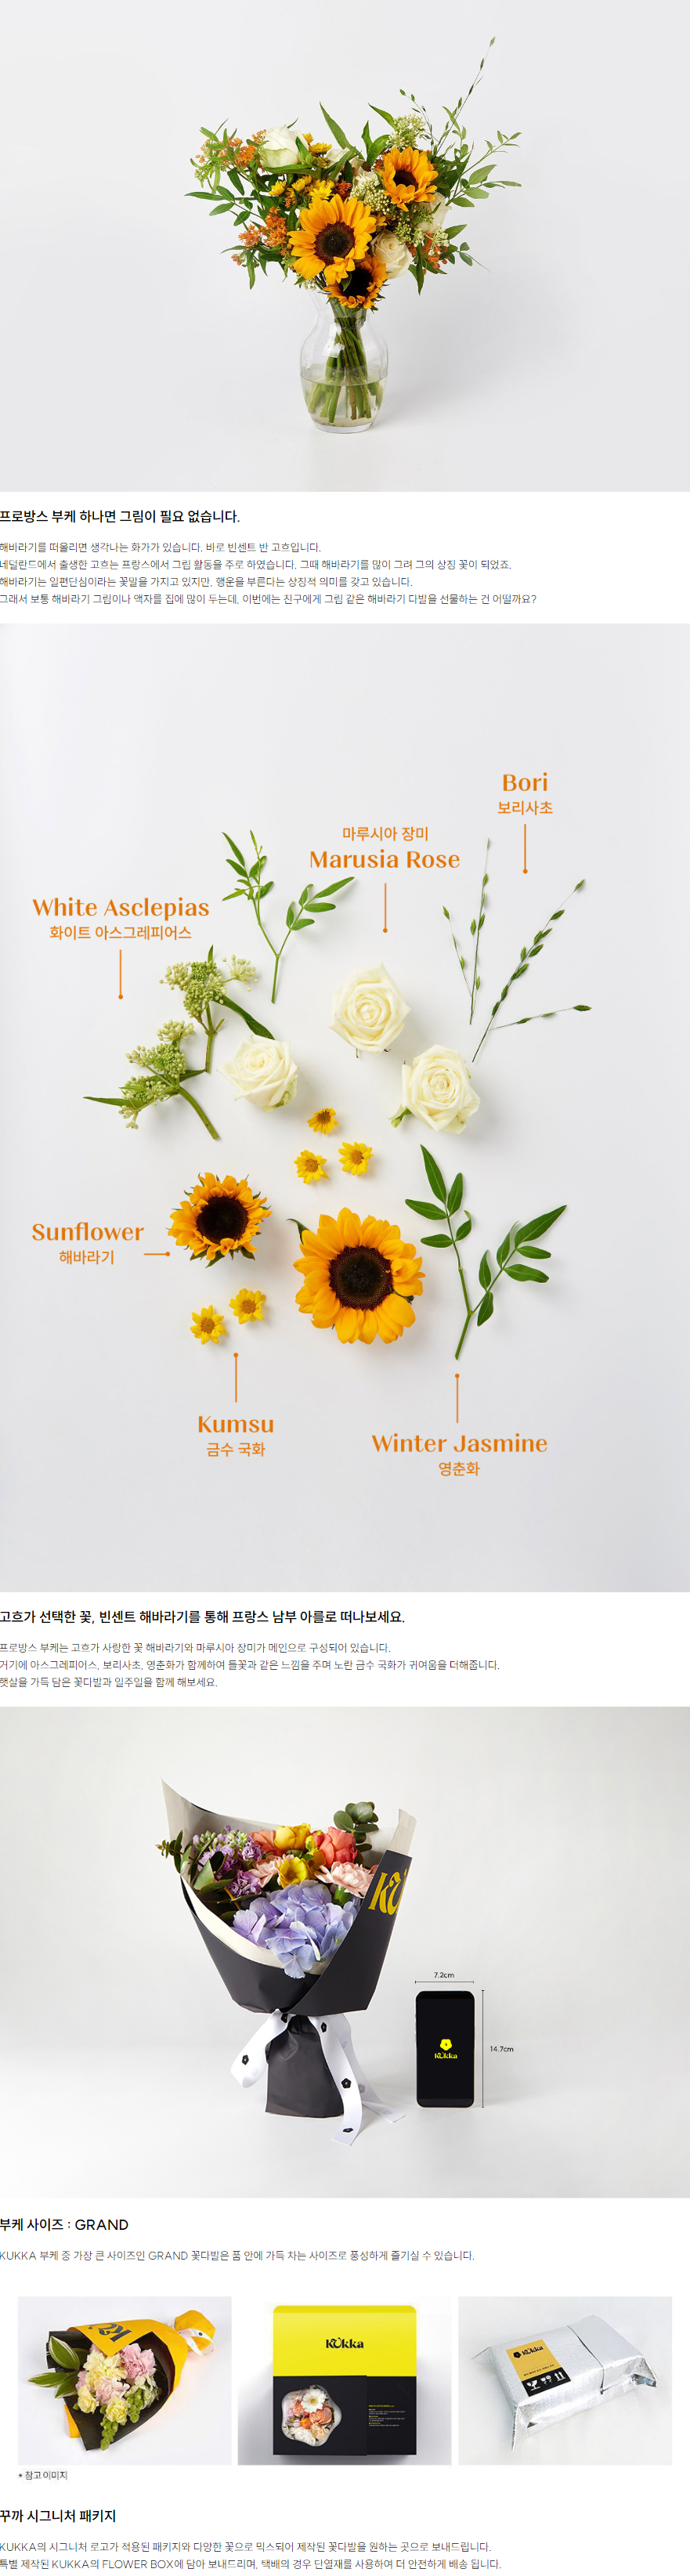 프로방스 부케 하나면 그림이 필요 없습니다.
해바라기를 떠올리면 생각나는 화가가 있습니다. 바로 빈센트 반 고흐입니다.
네덜란드에서 출생한 고흐는 프랑스에서 그림 활동을 주로 하였습니다. 그때 해바라기를 많이 그려 그의 상징 꽃이 되었죠.
해바라기는 일편단심이라는 꽃말을 가지고 있지만, 행운을 부른다는 상징적 의미를 갖고 있습니다.
그래서 보통 해바라기 그림이나 액자를 집에 많이 두는데, 이번에는 친구에게 그림 같은 해바라기 다발을 선물하는 건 어떨까요?
Bori
보리사초
마루시아 장미
Marusia Rose
White Asclepias
화이트 아스그레피어스
Sunflower
해바라기
Kumsu
금수 국화
Winter Jasmine
영춘화
고흐가 선택한 꽃, 빈센트 해바라기를 통해 프랑스 남부 아를로 떠나보세요.
프로방스 부케는 고흐가 사랑한 꽃 해바라기와 마루시아 장미가 메인으로 구성되어 있습니다.
거기에 아스그레피어스, 보리사초, 영춘화가 함께하여 들꽃과 같은 느낌을 주며 노란 금수 국화가 귀여움을 더해줍니다.
햇살을 가득 담은 꽃다발과 일주일을 함께 해보세요.
7.2cm
14.7cm
Kukka
부케 사이즈 : GRAND
KUKKA 부케 중 가장 큰 사이즈인 GRAND 꽃다발은 품 안에 가득 차는 사이즈로 풍성하게 즐기실 수 있습니다.
Kukka
Kukka
* 참고 이미지
꾸까 시그니처 패키지
KUKKA의 시그니처 로고가 적용된 패키지와 다양한 꽃으로 믹스되어 제작된 꽃다발을 원하는 곳으로 보내드립니다.
특별 제작된 KUKKA의 FLOWER BOX에 담아 보내드리며, 택배의 경우 단열재를 사용하여 더 안전하게 배송 됩니다.